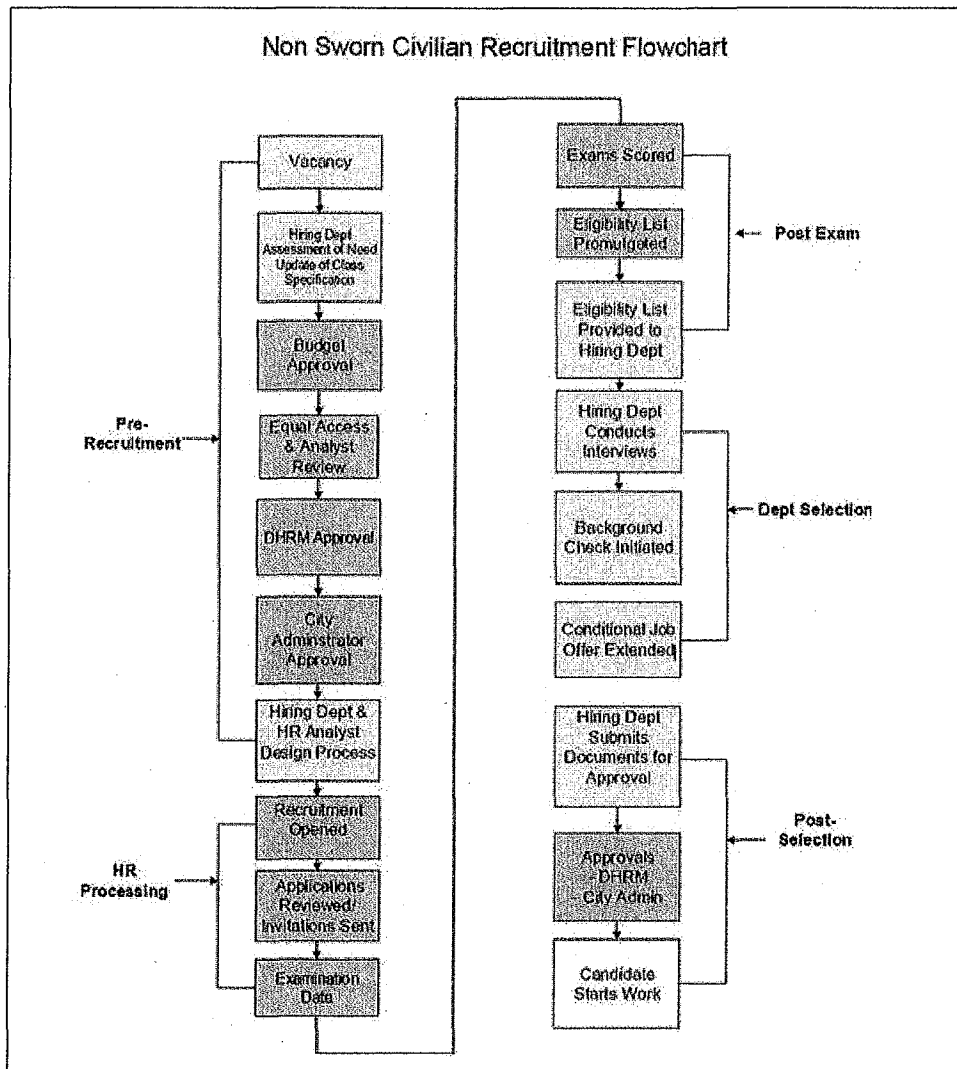 Non Sworn Civilian Recruitment Flowchart
Vacancy
Hiring Dept
Assessment of Need
Update of Class
Specification
Budget
Approval
Equal Access
& Analyst
Review
DHRM Approval
City
Adminstrator
Approval
Hiring Dept &
HR Analyst
Design Process
Pre-
Recruitment
Recruitment
Opened
Applications
Reviewed/
Invitations Sent
Examination
Date
HR
Processing
Exams Scored
Eligibility List
Promulgated
Eligibility List
Provided to
Hiring Dept
Post Exam
Hiring Dept
Conducts
Interviews
Background
Check Initiated
Conditional Job
Offer Extended
Dept Selection
Hiring Dept
Submits
Documents for
Approval
Approvals
- DHRM
- City Admin
Candidate
Starts Work
Post-
Selection